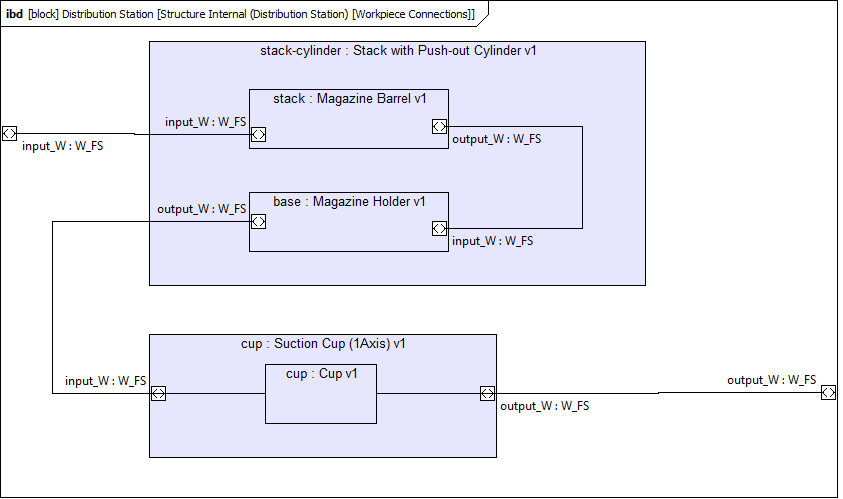 ibd [block] Distribution Station [Structure Internal (Distribution Station) [Workpiece Connections]]
stack-cylinder : Stack with Push-out Cylinder v1
stack : Magazine Barrel v1
input_W : W_FS
output_W : W_FS
input_W : W_FS
base : Magazine Holder v1
output_W : W_FS
input_W : W_FS
cup : Suction Cup (1Axis) v1
cup : Cup v1
input_W : W_FS
output_W : W_FS
output_W : W_FS